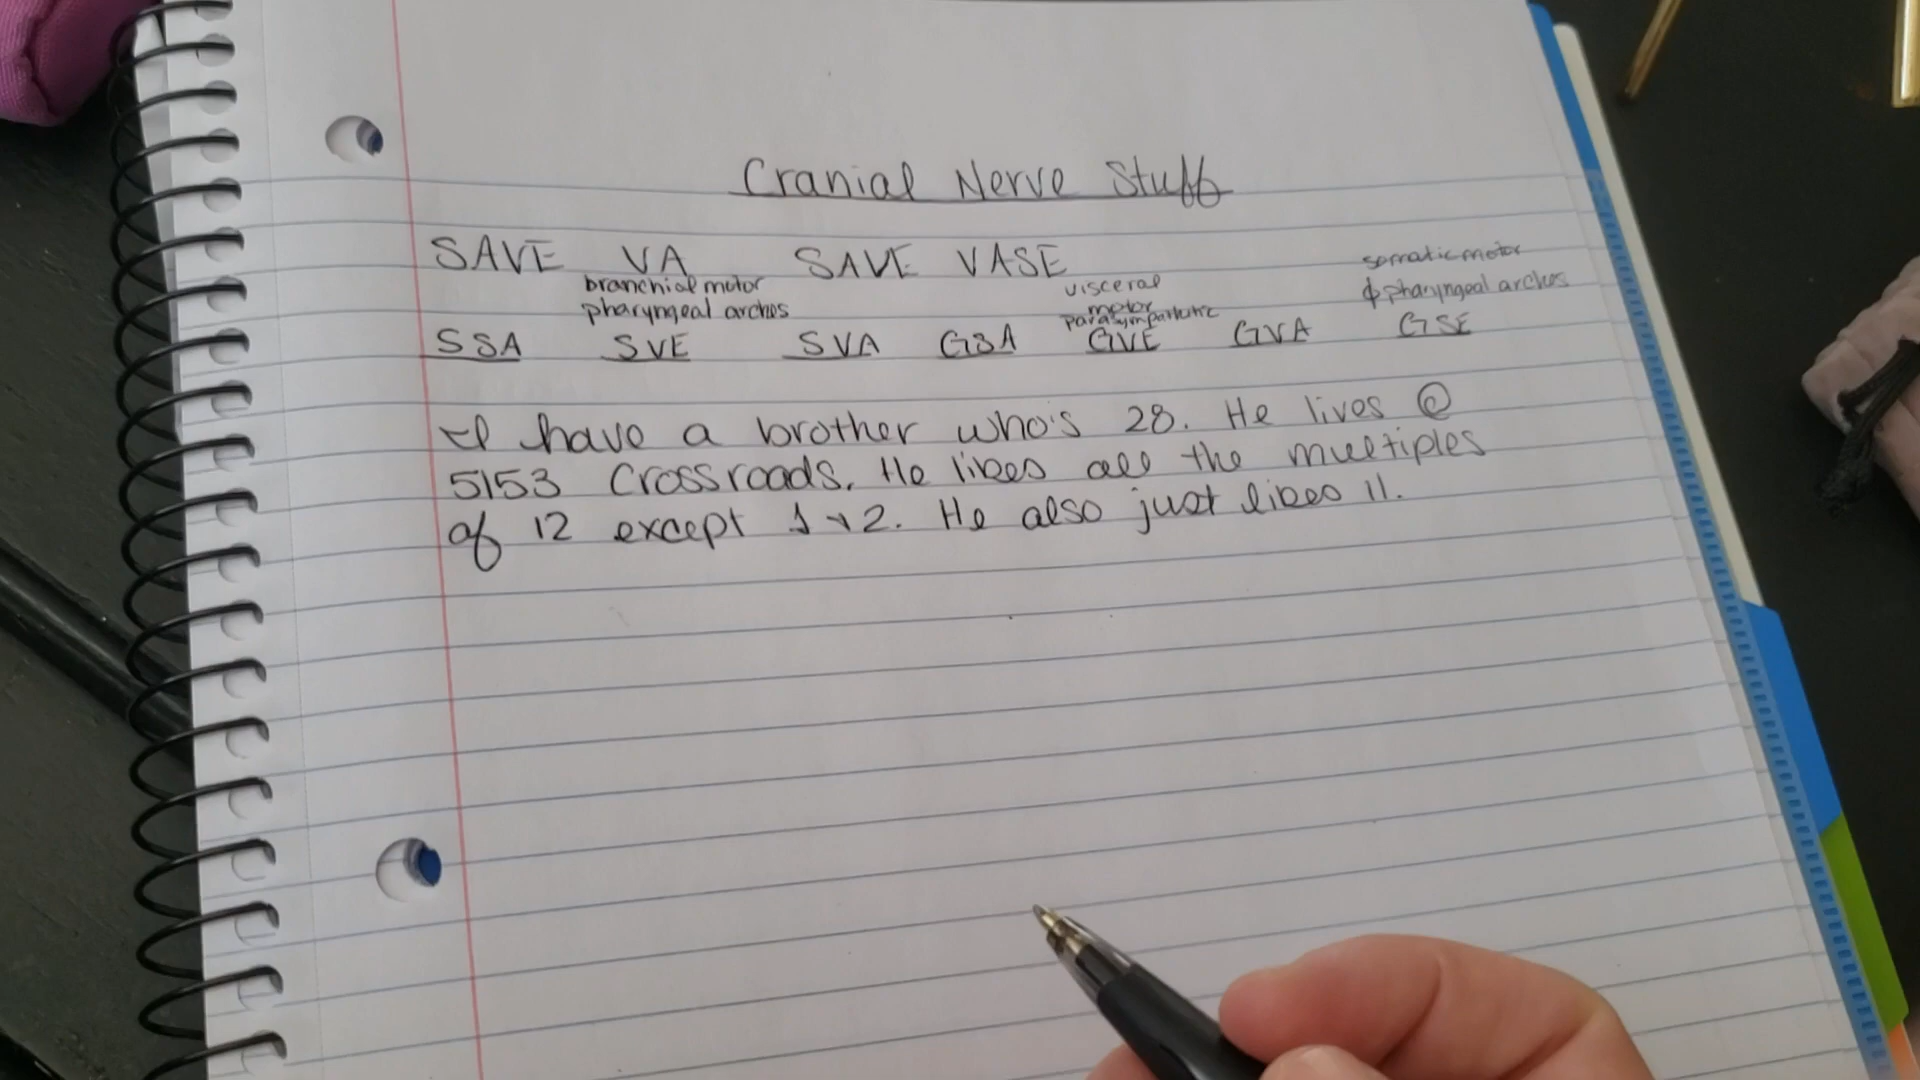 Cranial Nerve Stuff
SAVE VA SAVE VASE
branchial motor
pharyngeal arches
visceral
motor
parasympathetic
somatic motor
ɸ pharyngeal arches
SSA SVE SVA GSA GVE GVA GSE
I have a brother who's 28. He lives @
5153 Crossroads. He likes all the multiples
of 12 except 1 + 2. He also just likes 11.